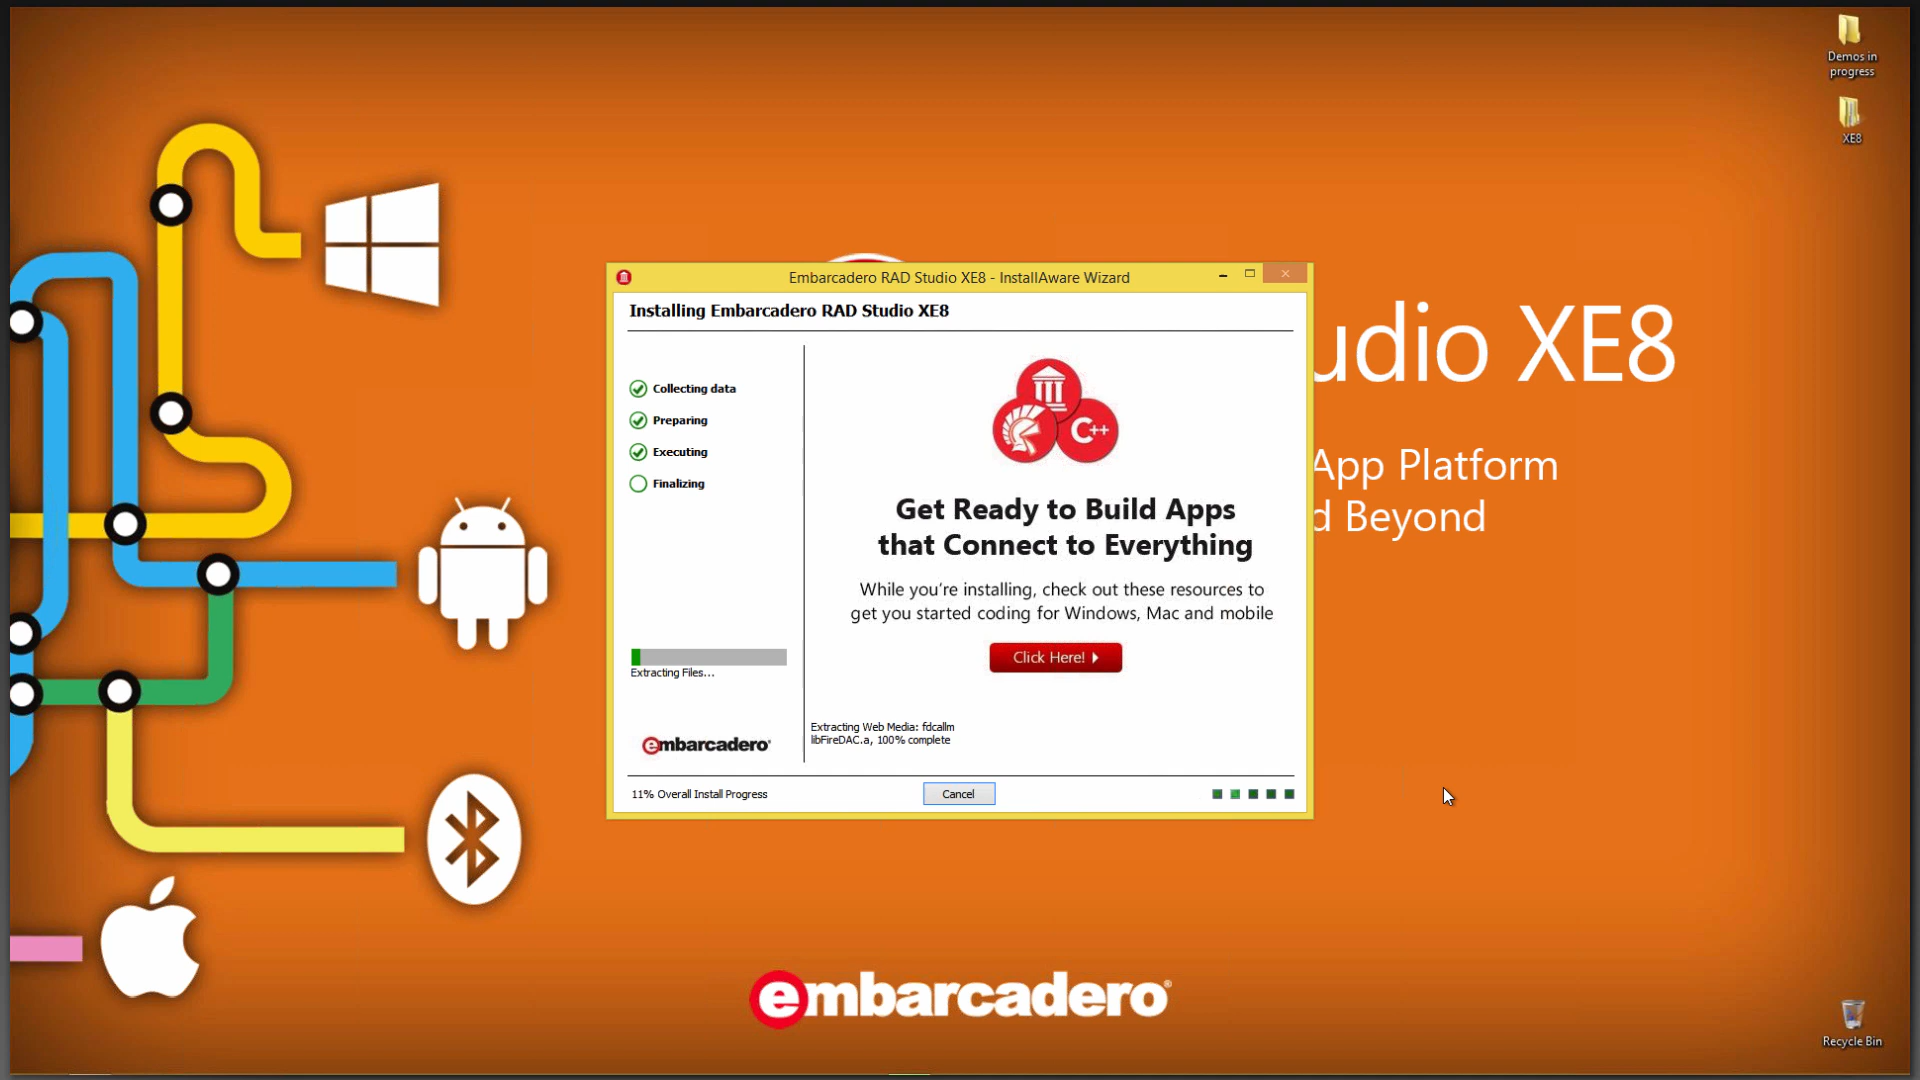 Demos in
progress
XE8
Embarcadero RAD Studio XE8 - InstallAware Wizard
Installing Embarcadero RAD Studio XE8
Collecting data
Preparing
Executing
Finalizing
Extracting Files...
embarcadero®
C++
Get Ready to Build Apps
that Connect to Everything
While you're installing, check out these resources to
get you started coding for Windows, Mac and mobile
Click Here!
Extracting Web Media: fdcallm
libFireDAC.a, 100% complete
11% Overall Install Progress
Cancel
udio XE8
App Platform
d Beyond
embarcadero®
Recycle Bin